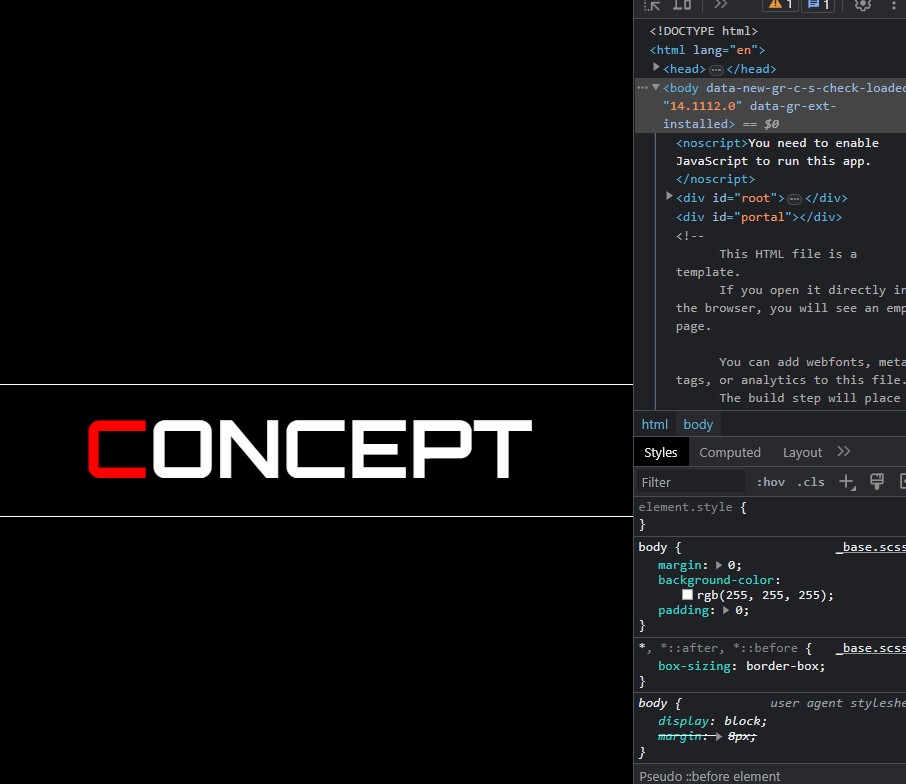 CONCEPT
1 1
<!DOCTYPE html>
<html lang="en">
<head> … </head>
<body data-new-gr-c-s-check-loaded
"14.1112.0" data-gr-ext-
installed> == $0
<noscript>You need to enable
JavaScript to run this app.
</noscript>
<div id="root"> … </div>
<div id="portal"></div>
<!--
This HTML file is a
template.
If you open it directly in
the browser, you will see an emp
page.
You can add webfonts, meta
tags, or analytics to this file.
The build step will place
html body
Styles Computed Layout
Filter :hov .cls
element.style {
}
body { _base.scss
margin: 0;
background-color:
rgb(255, 255, 255);
padding: 0;
}
*, *::after, *::before { _base.scss
box-sizing: border-box;
}
body { user agent styleshe
display: block;
margin: 8px;
}
Pseudo ::before element